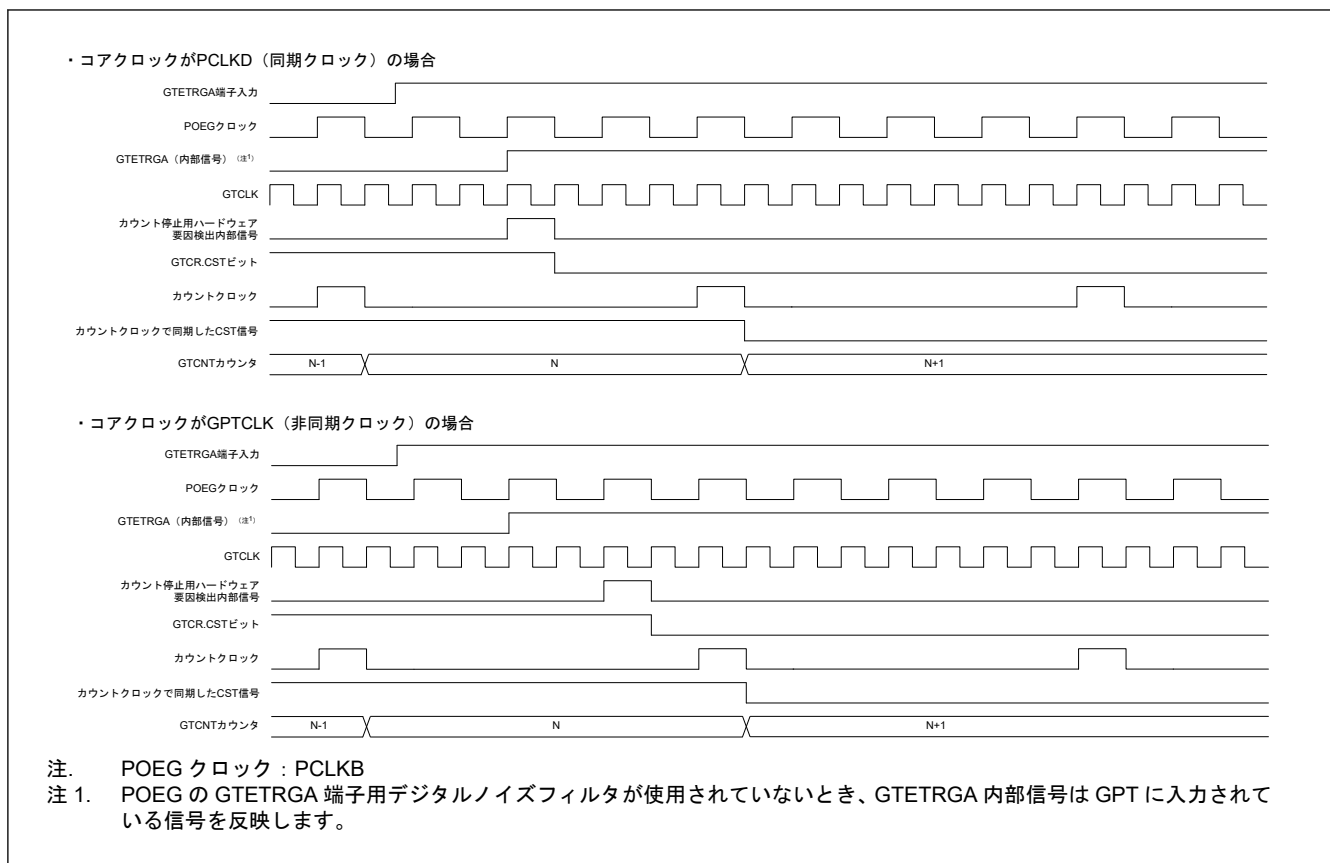 ・コアクロックがPCLKD（同期クロック）の場合
GTETRGA端子入力
POEGクロック
GTETRGA（内部信号）（注1）
GTCLK
カウント停止用ハードウェア
要因検出内部信号
GTCR.CSTビット
カウントクロック
カウントクロックで同期したCST信号
GTCNTカウンタ N-1 N N+1
・コアクロックがGPTCLK（非同期クロック）の場合
GTETRGA端子入力
POEGクロック
GTETRGA（内部信号）（注1）
GTCLK
カウント停止用ハードウェア
要因検出内部信号
GTCR.CSTビット
カウントクロック
カウントクロックで同期したCST信号
GTCNTカウンタ N-1 N N+1
注. POEG クロック：PCLKB
注 1. POEG の GTETRGA 端子用デジタルノイズフィルタが使用されていないとき、GTETRGA 内部信号は GPT に入力されて
いる信号を反映します。